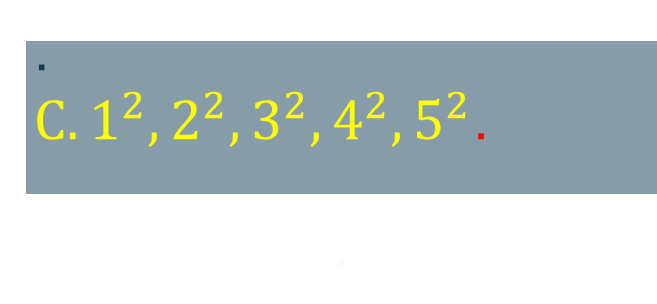 C. 1², 2², 3², 4², 5².